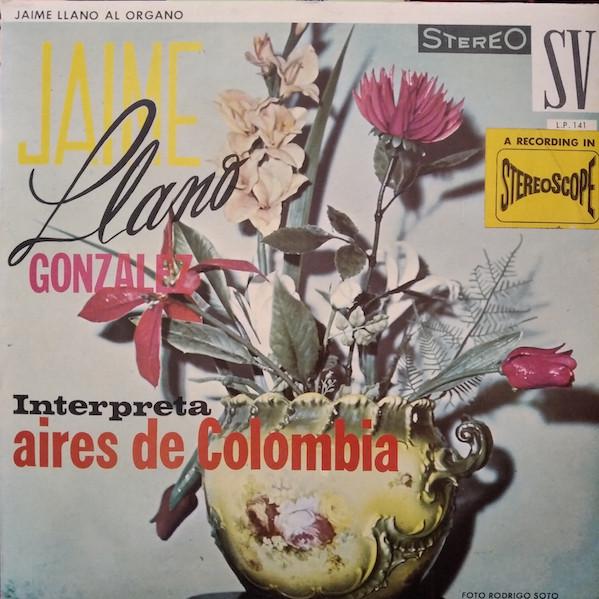 JAIME LLANO AL ORGANO
STEREO
SV
L.P. 141
A RECORDING IN
STEREOSCOPE
JAIME
Llano
GONZALEZ
Interpreta
aires de Colombia
FOTO RODRIGO SOTO